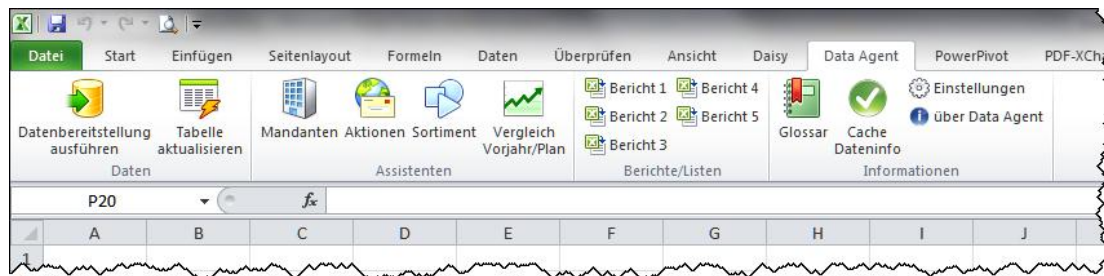 Datei Start Einfügen Seitenlayout Formeln Daten Überprüfen Ansicht Daisy Data Agent PowerPivot PDF-XCha
Datenbereitstellung ausführen
Tabelle aktualisieren
Daten
Mandanten
Aktionen
Sortiment
Vergleich Vorjahr/Plan
Assistenten
Bericht 1 Bericht 4
Bericht 2 Bericht 5
Bericht 3
Berichte/Listen
Glossar
Cache Dateninfo
Einstellungen
über Data Agent
Informationen
P20 fx
A B C D E F G H I J
1